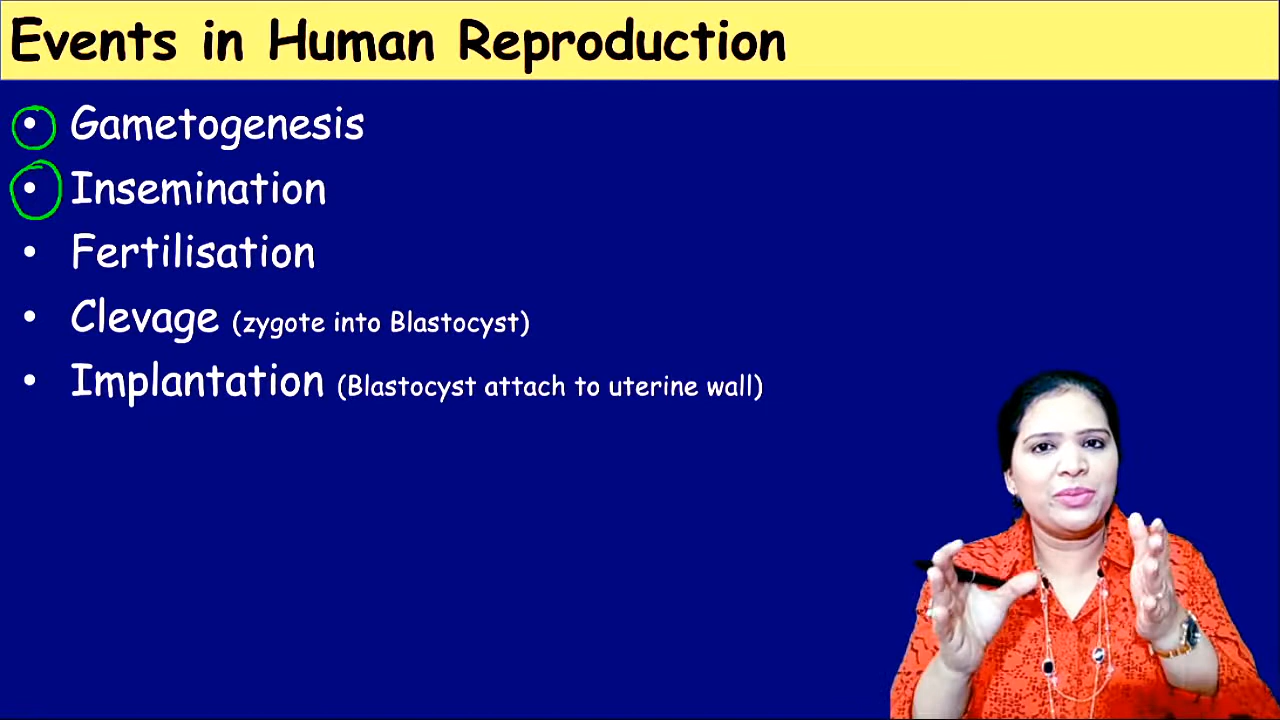 Events in Human Reproduction
• Gametogenesis
• Insemination
• Fertilisation
• Clevage (zygote into Blastocyst)
• Implantation (Blastocyst attach to uterine wall)